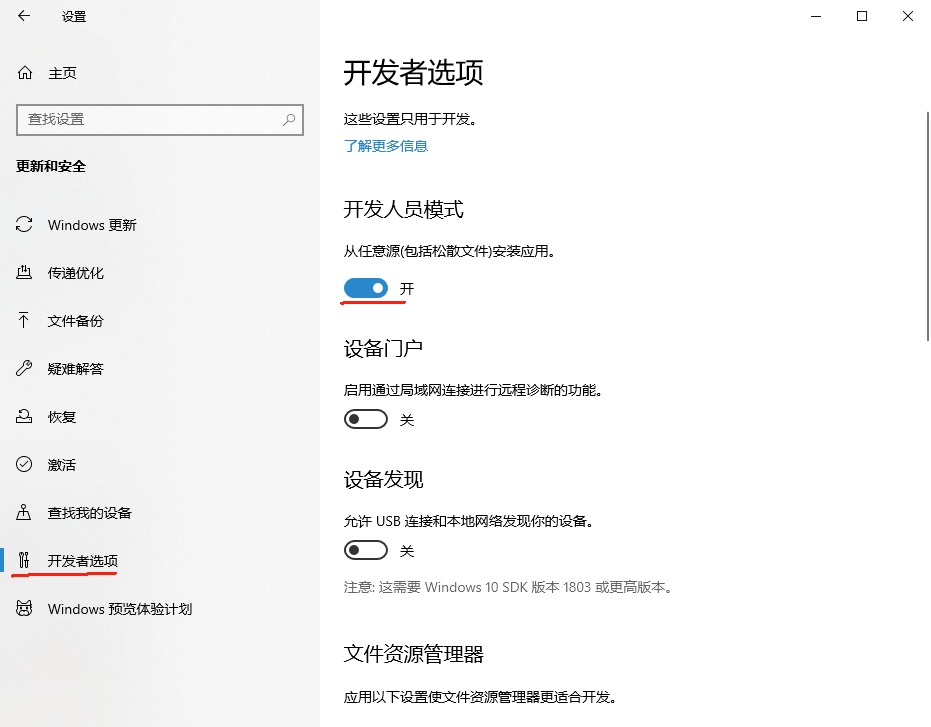 设置
主页
查找设置
更新和安全
Windows 更新
传递优化
文件备份
疑难解答
恢复
激活
查找我的设备
开发者选项
Windows 预览体验计划
开发者选项
这些设置只用于开发。
了解更多信息
开发人员模式
从任意源(包括松散文件)安装应用。
开
设备门户
启用通过局域网连接进行远程诊断的功能。
关
设备发现
允许 USB 连接和本地网络发现你的设备。
关
注意: 这需要 Windows 10 SDK 版本 1803 或更高版本。
文件资源管理器
应用以下设置使文件资源管理器更适合开发。